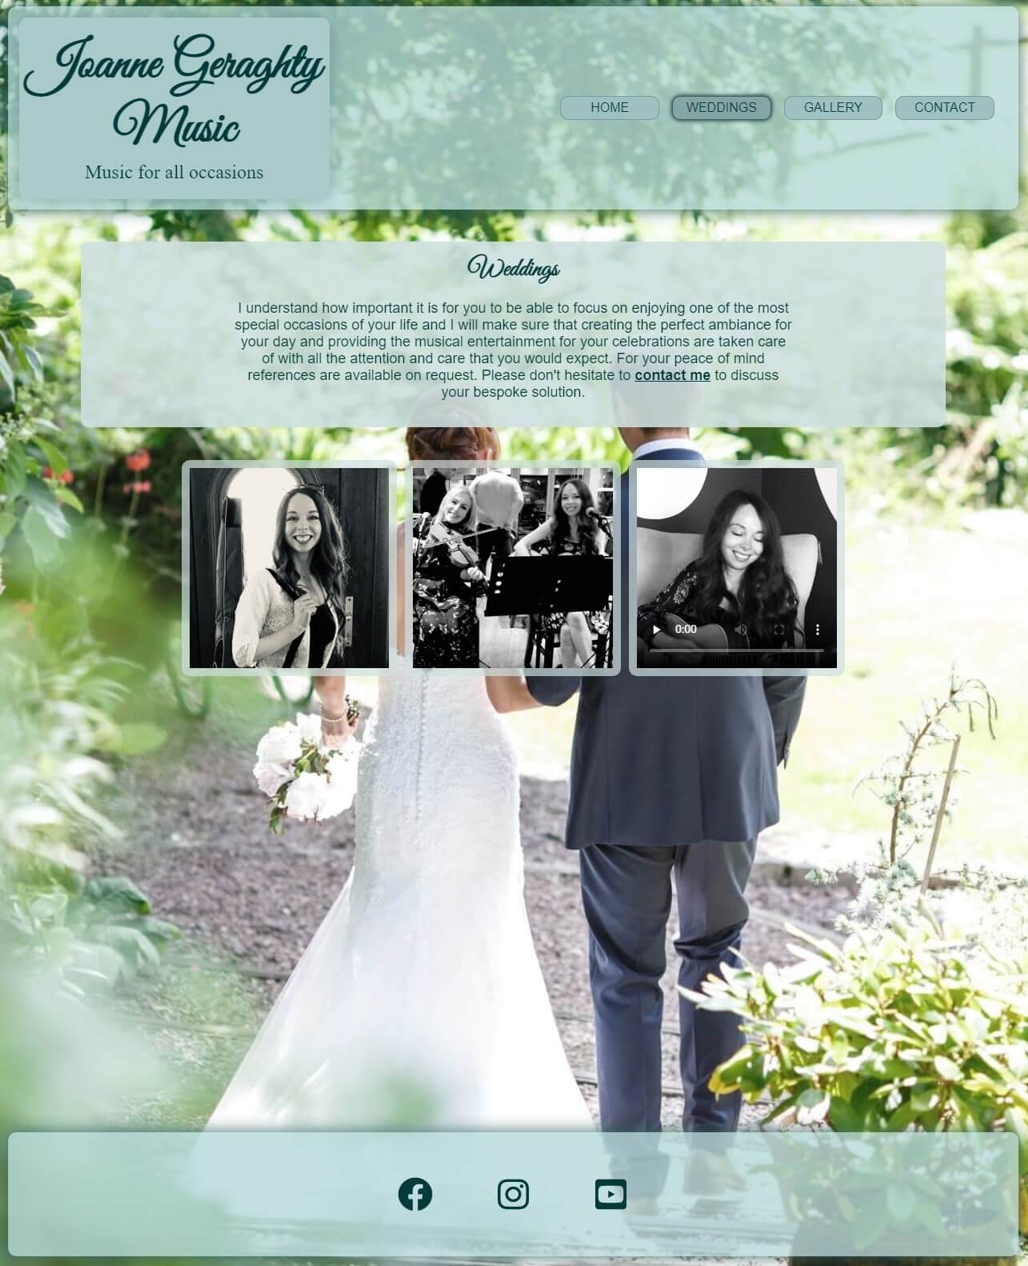 Joanne Geraghty
Music
Music for all occasions
HOME WEDDINGS GALLERY CONTACT
Weddings
I understand how important it is for you to be able to focus on enjoying one of the most
special occasions of your life and I will make sure that creating the perfect ambiance for
your day and providing the musical entertainment for your celebrations are taken care
of with all the attention and care that you would expect. For your peace of mind
references are available on request. Please don't hesitate to contact me to discuss
your bespoke solution.
0:00